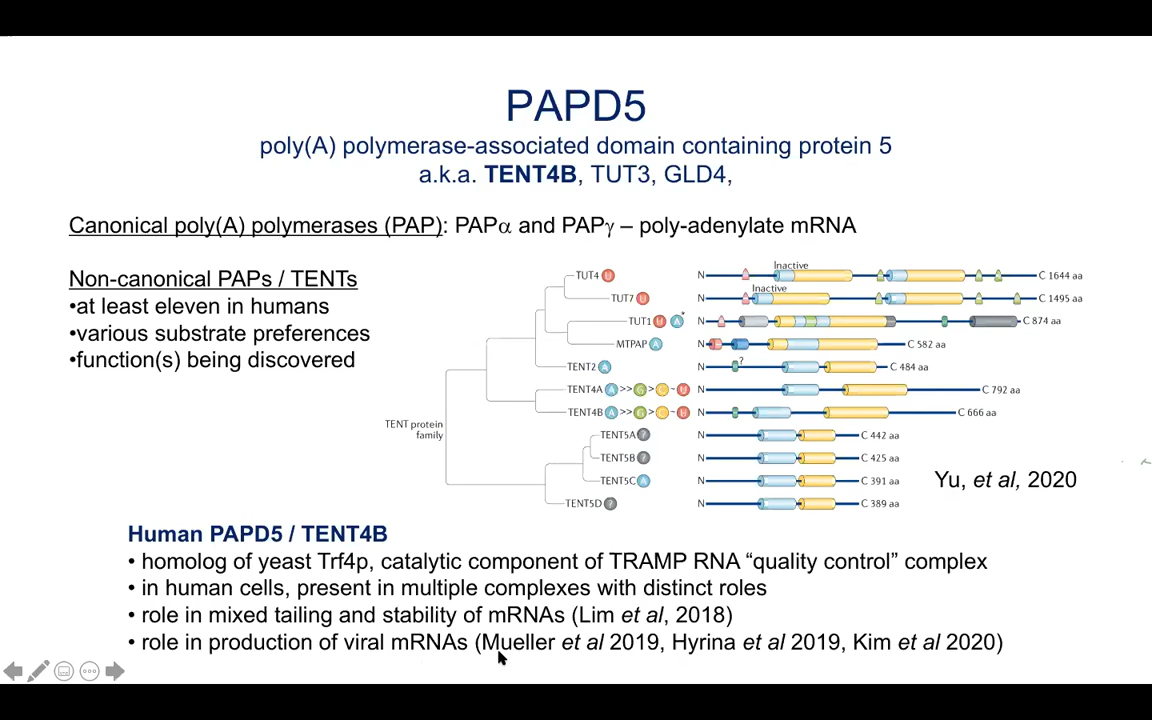 PAPD5
poly(A) polymerase-associated domain containing protein 5
a.k.a. TENT4B, TUT3, GLD4,
Canonical poly(A) polymerases (PAP): PAPα and PAPγ – poly-adenylate mRNA
Non-canonical PAPs / TENTs
•at least eleven in humans
•various substrate preferences
•function(s) being discovered
TENT protein
family
Inactive
TUT4 U N C 1644 aa
Inactive
TUT7 U N C 1495 aa
TUT1 U A * N C 874 aa
MTPAP A N C 582 aa
TENT2 A N ? C 484 aa
TENT4A A >> G > C ~ U N C 792 aa
TENT4B A >> G > C ~ U N C 666 aa
TENT5A ? N C 442 aa
TENT5B ? N C 425 aa
TENT5C A N C 391 aa
TENT5D ? N C 389 aa
Yu, et al, 2020
Human PAPD5 / TENT4B
• homolog of yeast Trf4p, catalytic component of TRAMP RNA “quality control” complex
• in human cells, present in multiple complexes with distinct roles
• role in mixed tailing and stability of mRNAs (Lim et al, 2018)
• role in production of viral mRNAs (Mueller et al 2019, Hyrina et al 2019, Kim et al 2020)